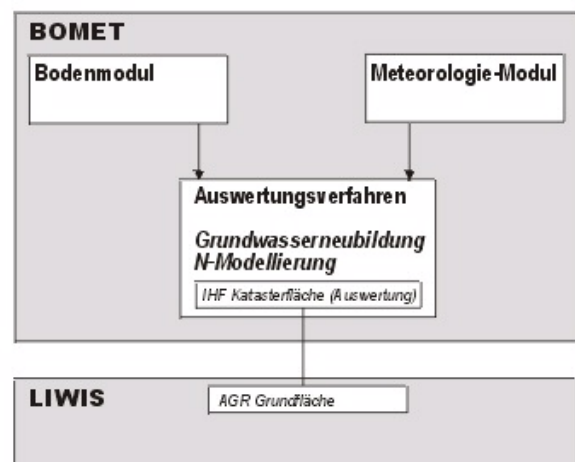 BOMET
Bodenmodul
Meteorologie-Modul
Auswertungsverfahren
Grundwasserneubildung
N-Modellierung
IHF Katasterfläche (Auswertung)
LIWIS
AGR Grundfläche